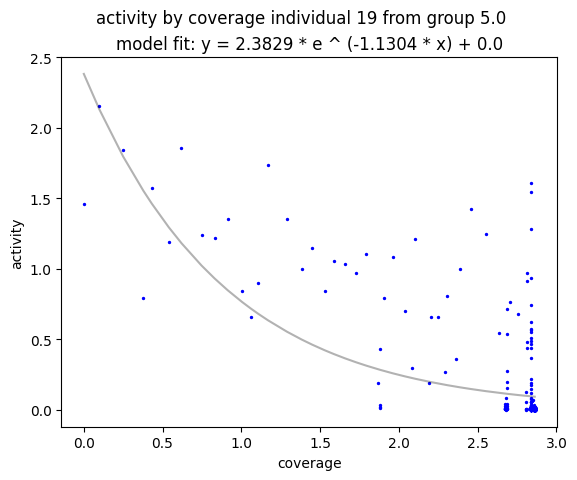 activity by coverage individual 19 from group 5.0
model fit: y = 2.3829 * e ^ (-1.1304 * x) + 0.0
2.5
2.0
1.5
1.0
0.5
0.0
activity
0.0 0.5 1.0 1.5 2.0 2.5 3.0
coverage